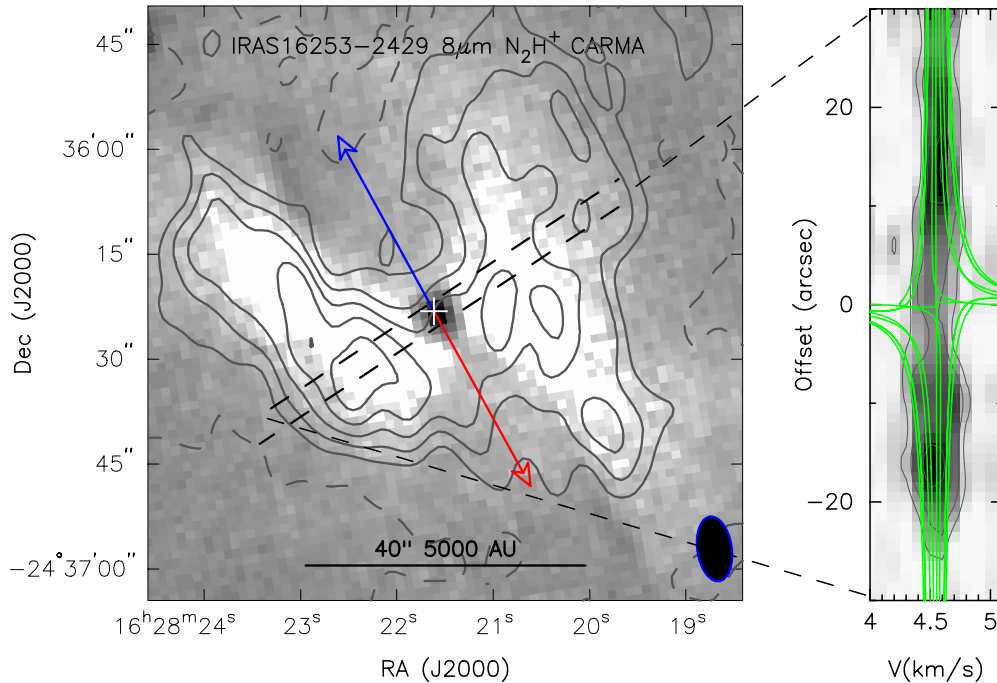 IRAS16253−2429 8μm N₂H⁺ CARMA
45"
36'00"
15"
30"
45"
−24°37'00"
Dec (J2000)
40" 5000 AU
16ʰ28ᵐ24ˢ
23ˢ
22ˢ
21ˢ
20ˢ
19ˢ
RA (J2000)
Offset (arcsec)
20
0
−20
4
4.5
5
V(km/s)